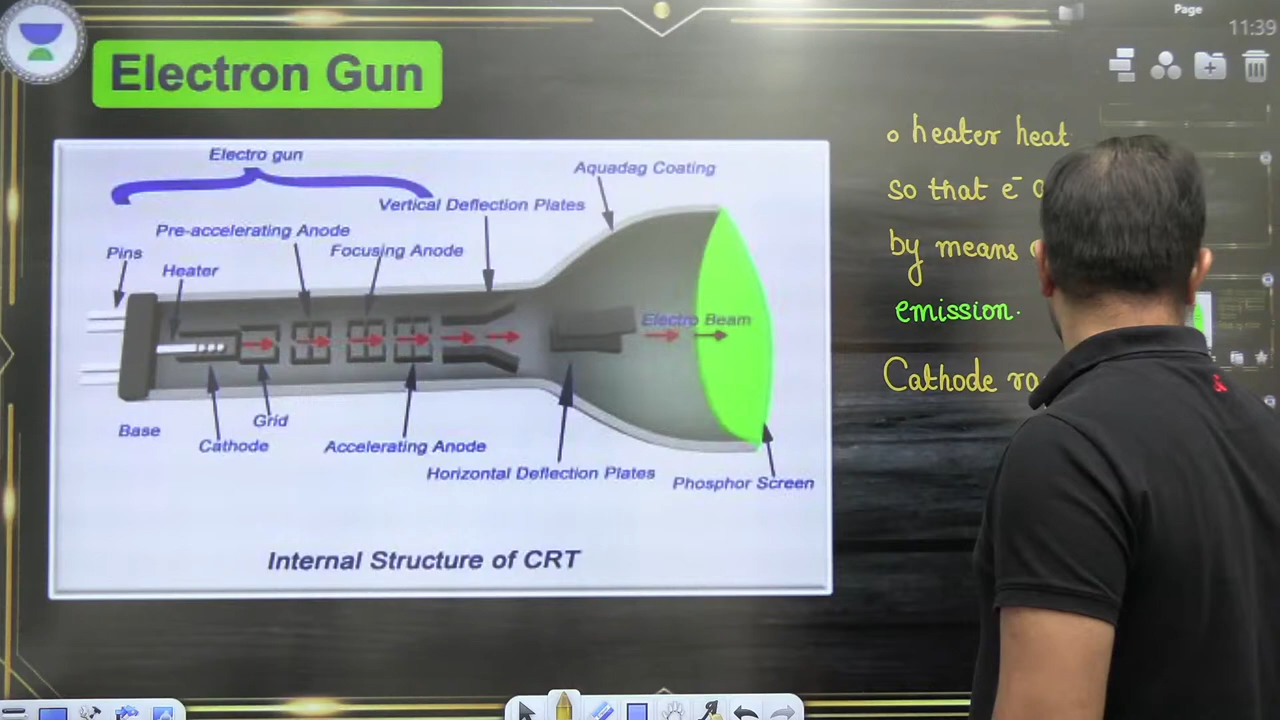 Page
11:39
Electron Gun
Electro gun
Aquadag Coating
Vertical Deflection Plates
Pre-accelerating Anode
Focusing Anode
Pins
Heater
Electro Beam
Grid
Base
Cathode
Accelerating Anode
Horizontal Deflection Plates
Phosphor Screen
Internal Structure of CRT
heater heat
so that e⁻
by means
emission.
Cathode